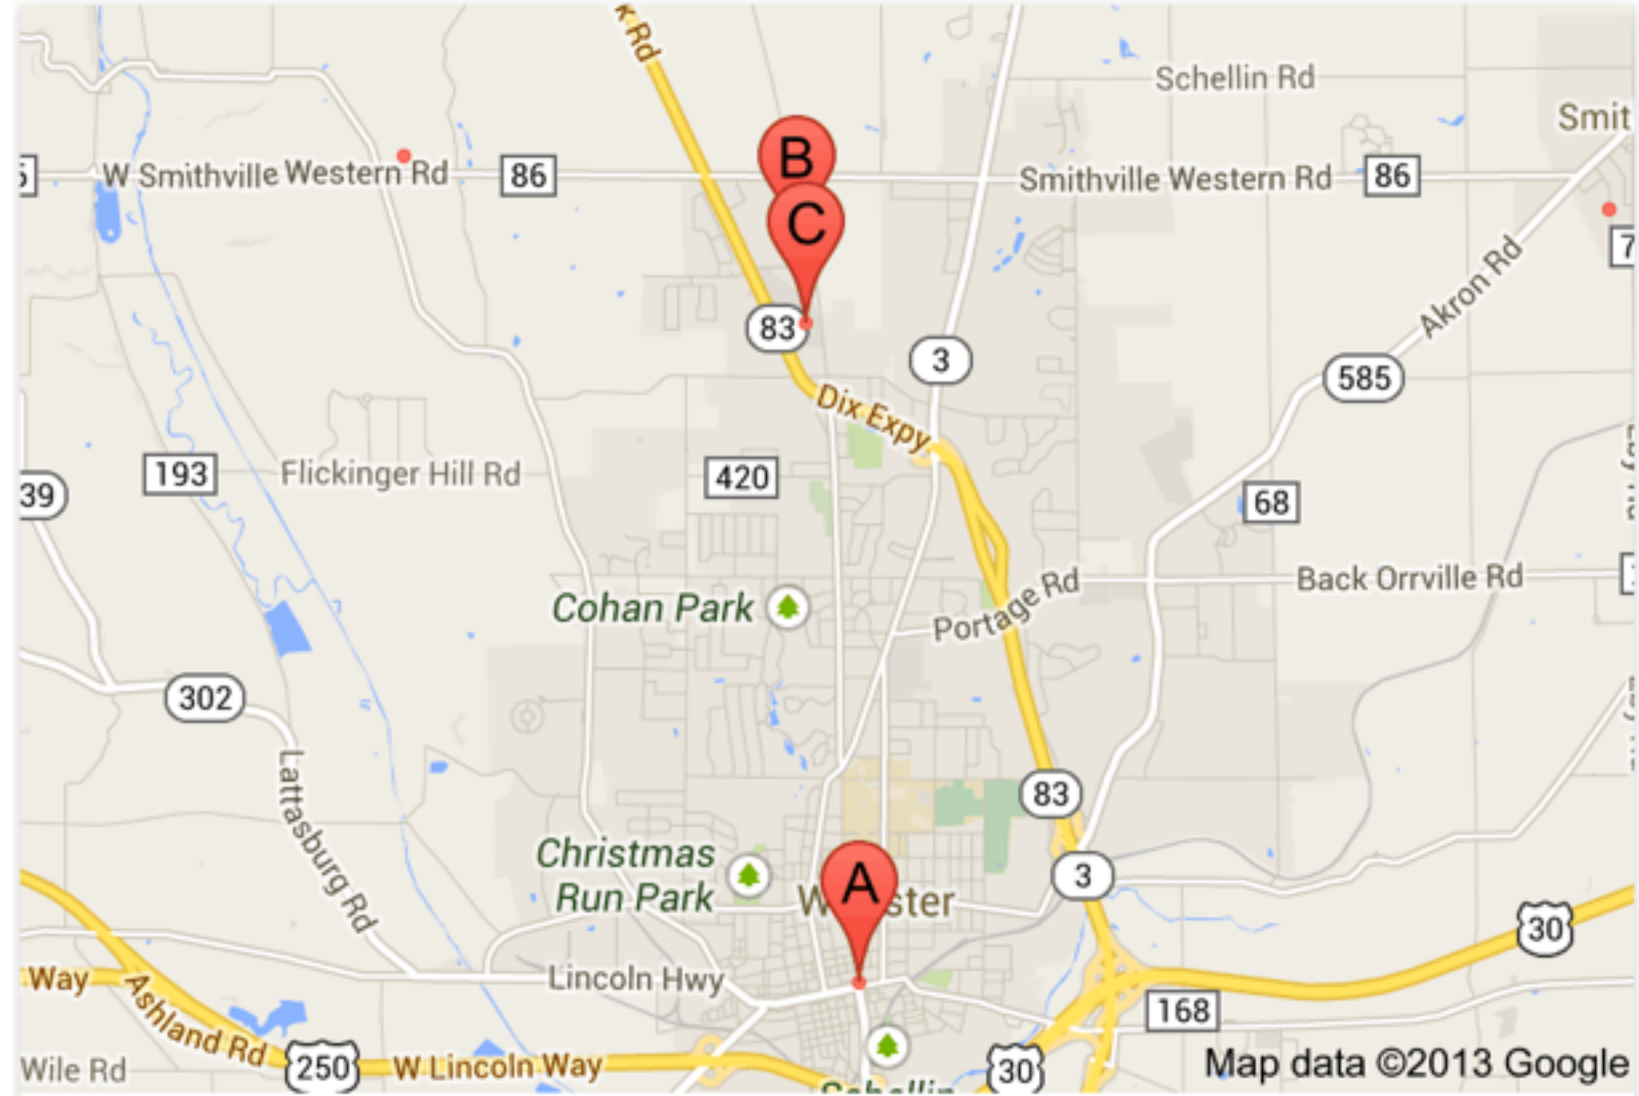 k Rd
Schellin Rd
Smit
W Smithville Western Rd
86
B
Smithville Western Rd
86
C
7
Akron Rd
83
3
585
Dix Expy
193
Flickinger Hill Rd
420
39
68
Cohan Park
Portage Rd
Back Orrville Rd
302
Lattasburg Rd
83
Christmas
Run Park
A
3
W ster
30
Way
Ashland Rd
Lincoln Hwy
168
Wile Rd
250
W Lincoln Way
30
Map data ©2013 Google
Schellin